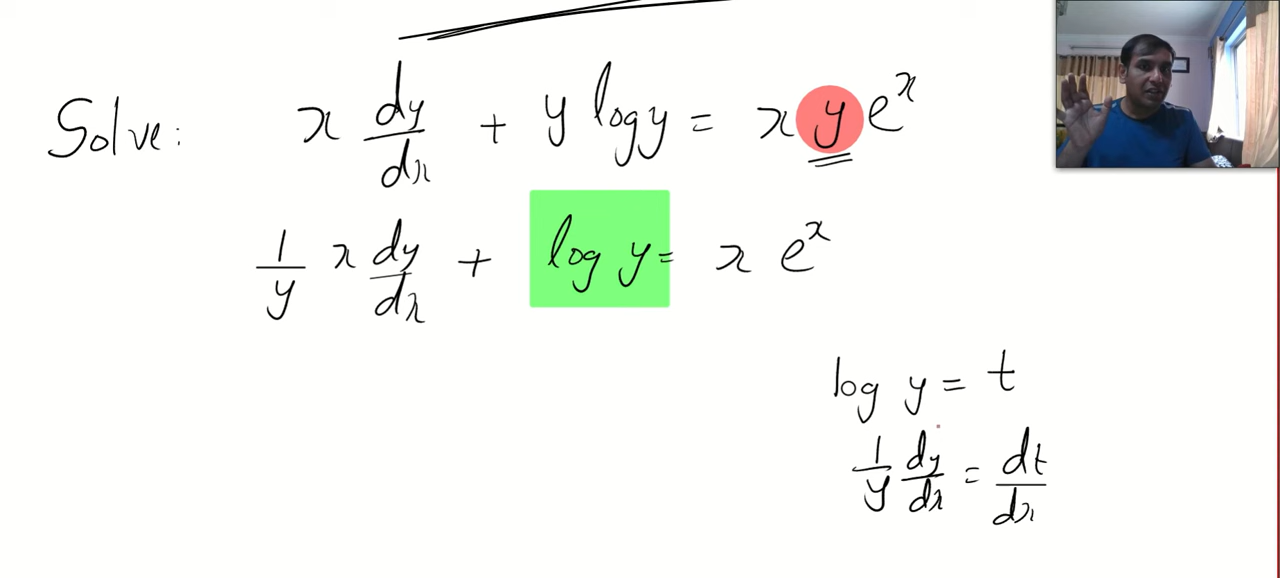 Solve: x dy/dx + y log y = x y e^x
1/y x dy/dx + log y = x e^x
log y = t
1/y dy/dx = dt/dx